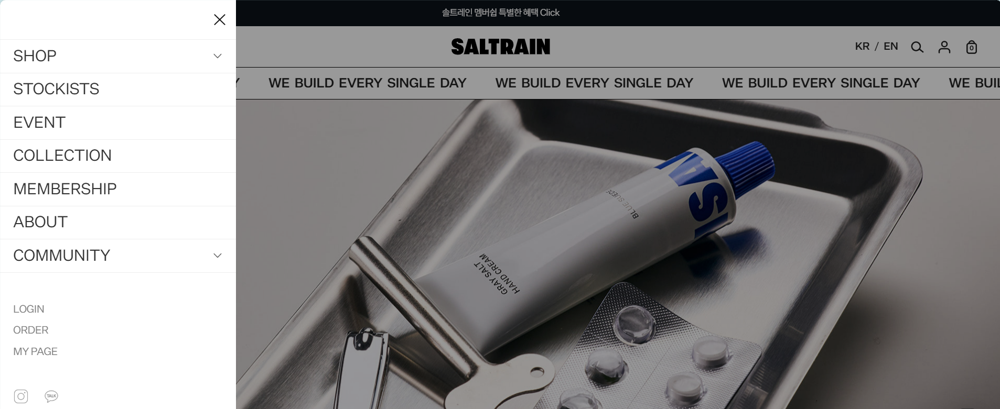 솔트레인 멤버쉽 특별한 혜택 Click
SALTRAIN
KR / EN
0
WE BUILD EVERY SINGLE DAY WE BUILD EVERY SINGLE DAY WE BUILD EVERY SINGLE DAY WE
SHOP
STOCKISTS
EVENT
COLLECTION
MEMBERSHIP
ABOUT
COMMUNITY
LOGIN
ORDER
MY PAGE
TALK
SA
BLUE SUEDE
GRAY SALT
HAND CREAM